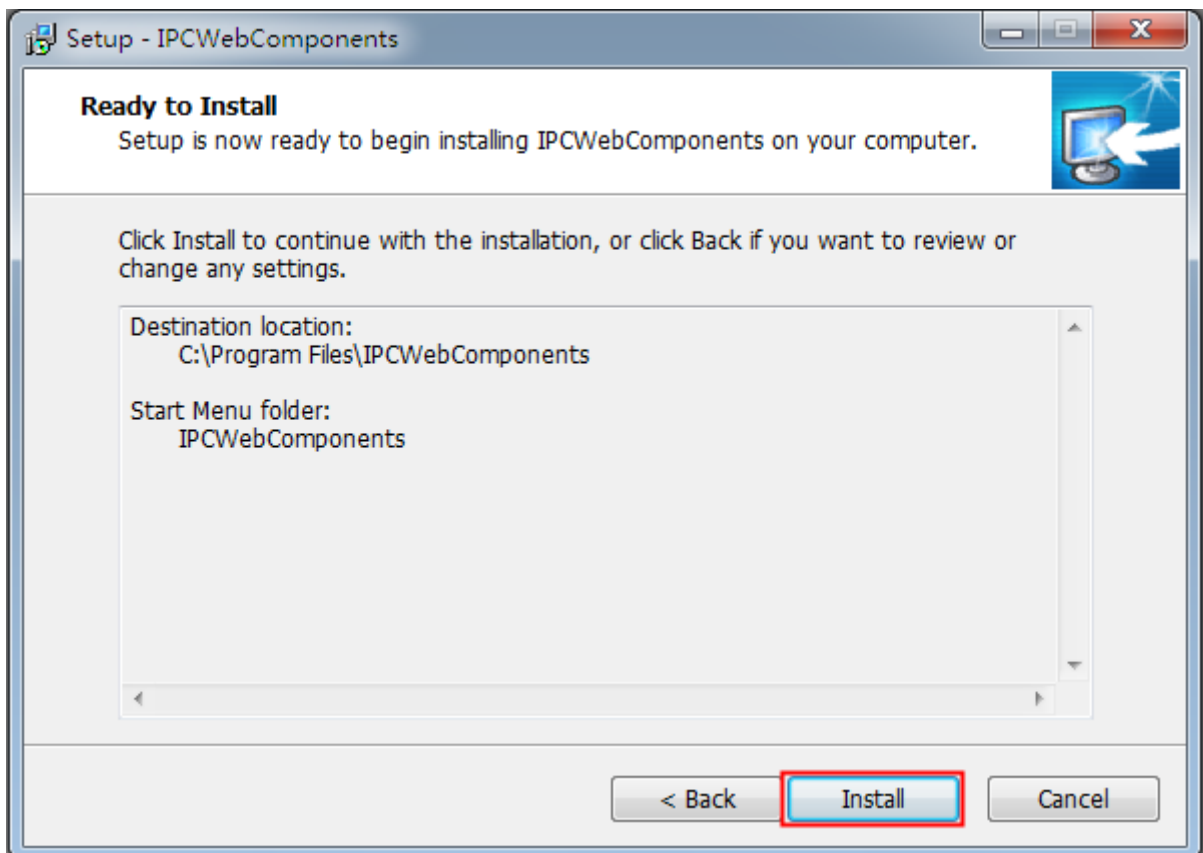 Setup - IPCWebComponents
Ready to Install
Setup is now ready to begin installing IPCWebComponents on your computer.
Click Install to continue with the installation, or click Back if you want to review or
change any settings.
Destination location:
C:\Program Files\IPCWebComponents
Start Menu folder:
IPCWebComponents
< Back
Install
Cancel